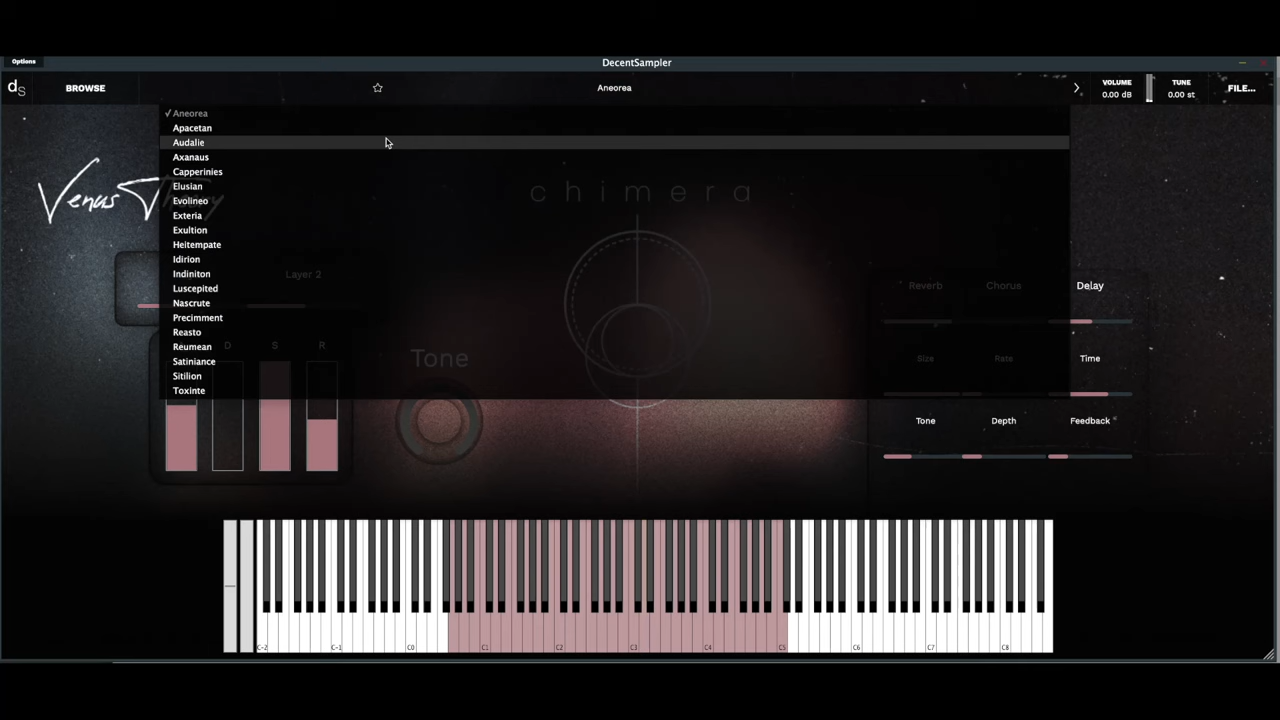 Options
DecentSampler
dS
BROWSE
☆
Aneorea
VOLUME
0.00 dB
TUNE
0.00 st
FILE...
✓ Aneorea
Apacetan
Audalie
Axanaus
Capperinies
Elusian
Evolineo
Exteria
Exultion
Heitempate
Idirion
Indiniton
Luscepited
Nascrute
Precimment
Reasto
Reumean
Satiniance
Sitilion
Toxinte
Venus Theory
chimera
Layer 2
D
S
R
Tone
Reverb
Chorus
Delay
Size
Rate
Time
Tone
Depth
Feedback
C-2
C-1
C0
C1
C2
C3
C4
C5
C6
C7
C8